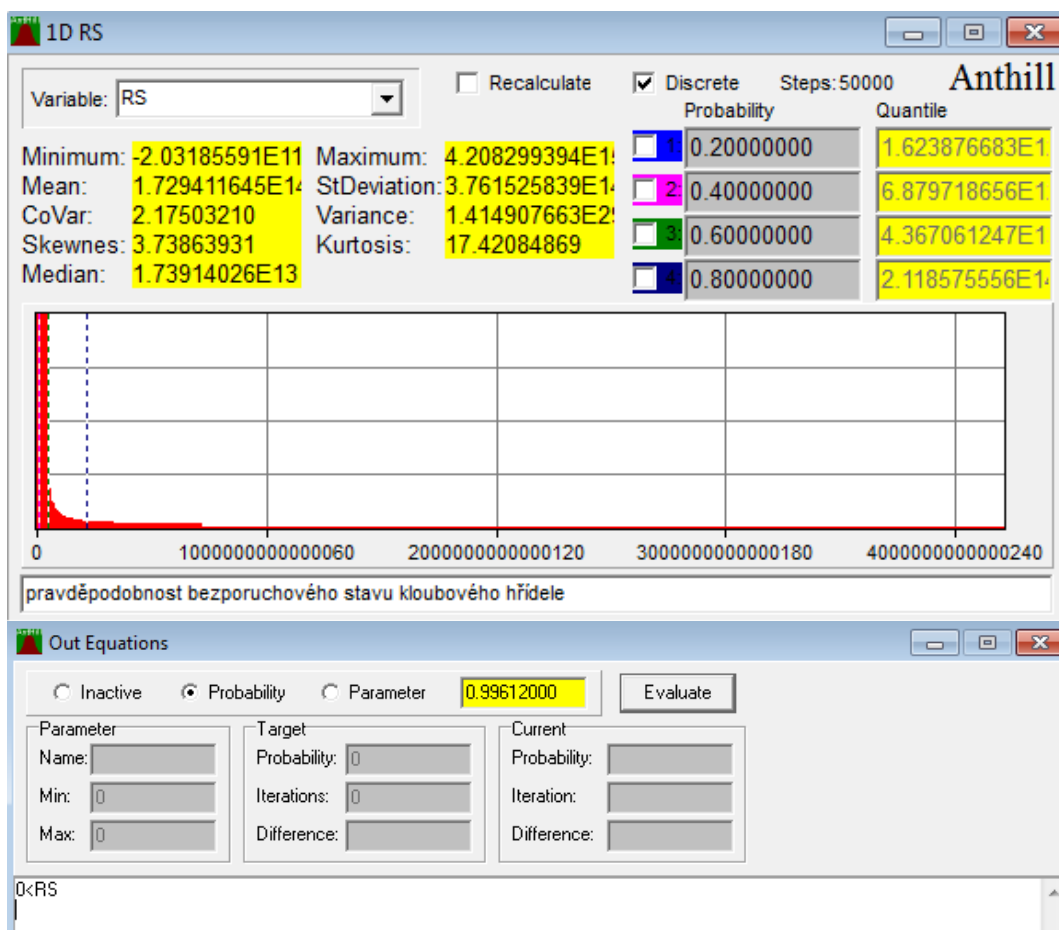 1D RS
Variable: RS
Recalculate
Discrete
Steps:50000
Anthill
Probability
Quantile
1
0.20000000
1.623876683E1
2:
0.40000000
6.879718656E1
3:
0.60000000
4.367061247E1
4
0.80000000
2.118575556E14
Minimum: -2.03185591E11 Maximum: 4.208299394E1
Mean: 1.729411645E14 StDeviation: 3.761525839E14
CoVar: 2.17503210 Variance: 1.414907663E29
Skewnes: 3.73863931 Kurtosis: 17.42084869
Median: 1.73914026E13
0 1000000000000060 2000000000000120 3000000000000180 4000000000000240
pravděpodobnost bezporuchového stavu kloubového hřídele
Out Equations
Inactive Probability Parameter 0.99612000 Evaluate
Parameter
Name:
Min: 0
Max: 0
Target
Probability: 0
Iterations: 0
Difference:
Current
Probability:
Iteration:
Difference:
0<RS